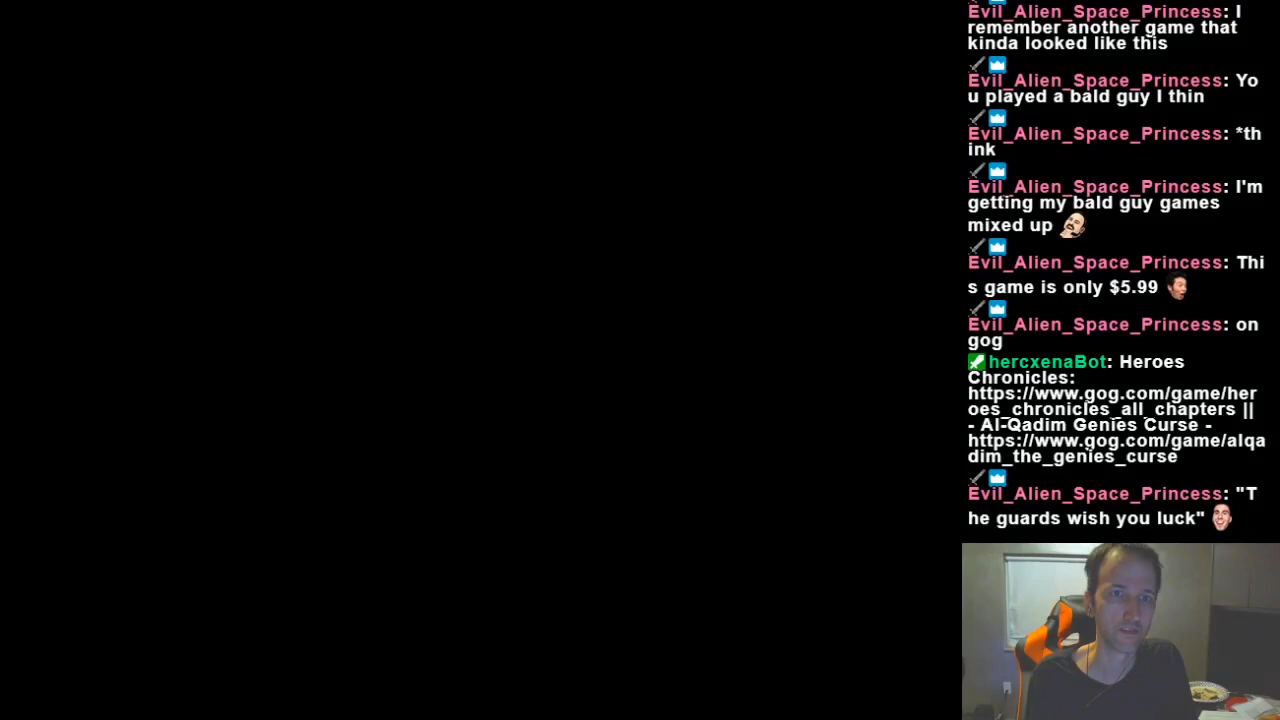 Evil_Alien_Space_Princess: I
remember another game that
kinda looked like this
Evil_Alien_Space_Princess: Yo
u played a bald guy I thin
Evil_Alien_Space_Princess: *th
ink
Evil_Alien_Space_Princess: I'm
getting my bald guy games
mixed up
Evil_Alien_Space_Princess: Thi
s game is only $5.99
Evil_Alien_Space_Princess: on
gog
hercxenaBot: Heroes
Chronicles:
https://www.gog.com/game/her
oes_chronicles_all_chapters ||
- Al-Qadim Genies Curse -
https://www.gog.com/game/alqa
dim_the_genies_curse
Evil_Alien_Space_Princess: "T
he guards wish you luck"